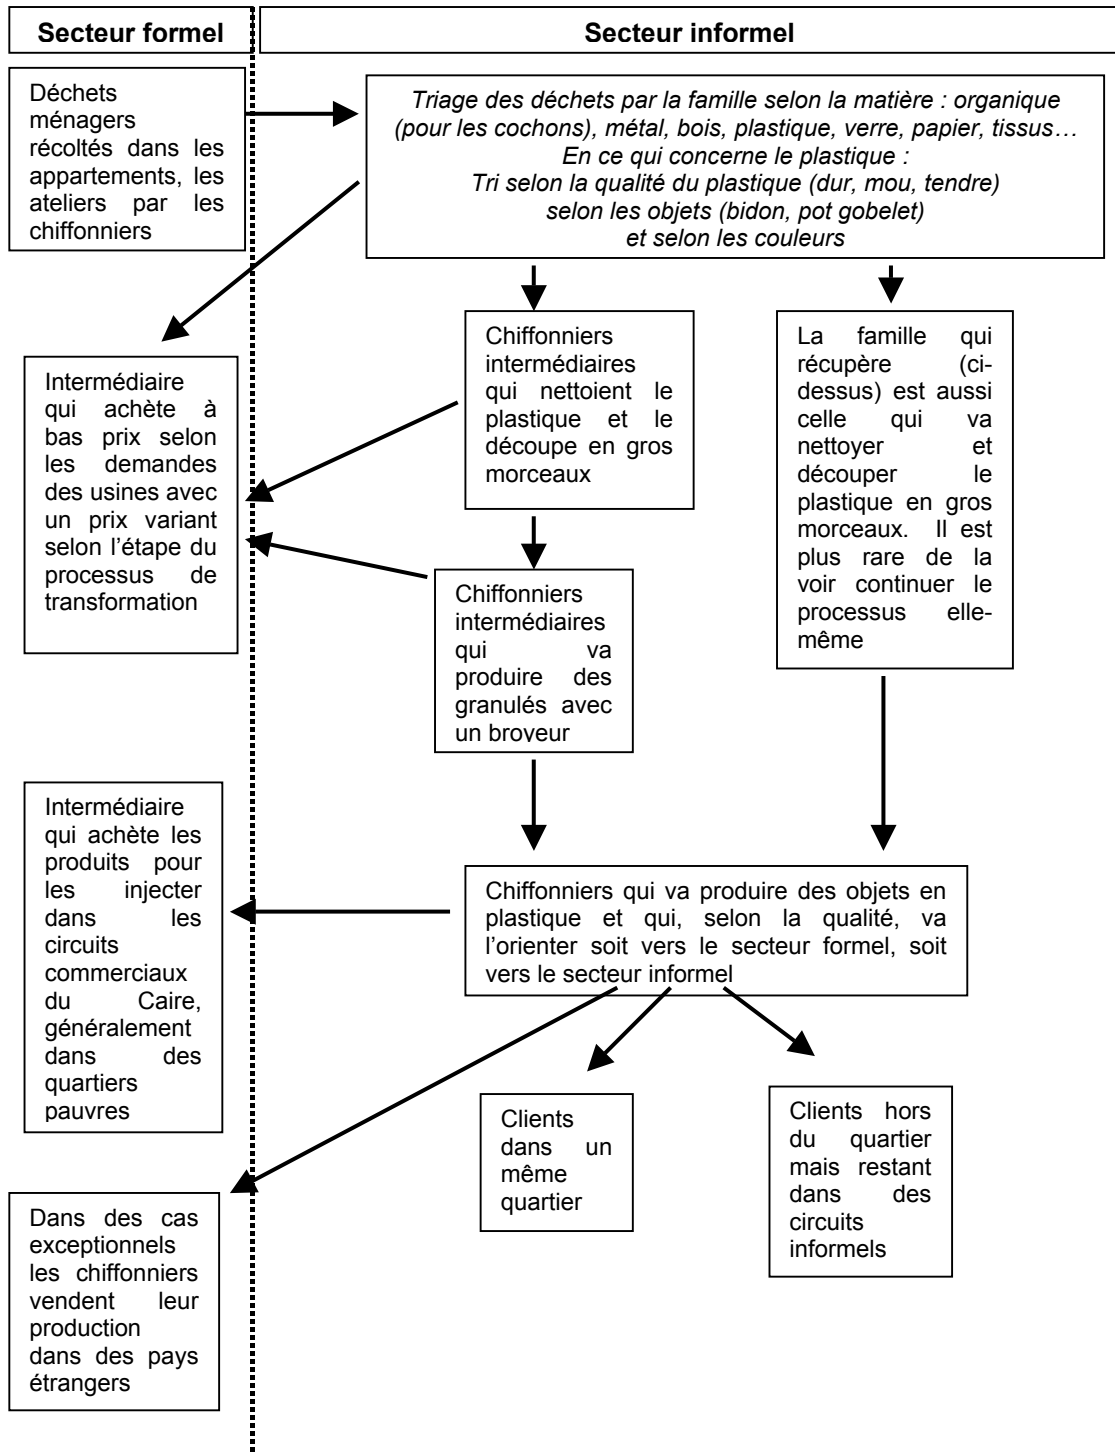 Secteur formel
Secteur informel
Déchets
ménagers
récoltés dans les
appartements, les
ateliers par les
chiffonniers
Triage des déchets par la famille selon la matière : organique
(pour les cochons), métal, bois, plastique, verre, papier, tissus…
En ce qui concerne le plastique :
Tri selon la qualité du plastique (dur, mou, tendre)
selon les objets (bidon, pot gobelet)
et selon les couleurs
Intermédiaire
qui achète à
bas prix selon
les demandes
des usines avec
un prix variant
selon l’étape du
processus de
transformation
Chiffonniers
intermédiaires
qui nettoient le
plastique et le
découpe en gros
morceaux
La famille qui
récupère (ci-
dessus) est aussi
celle qui va
nettoyer et
découper le
plastique en gros
morceaux. Il est
plus rare de la
voir continuer le
processus elle-
même
Chiffonniers
intermédiaires
qui va
produire des
granulés avec
un broyeur
Intermédiaire
qui achète les
produits pour
les injecter
dans les
circuits
commerciaux
du Caire,
généralement
dans des
quartiers
pauvres
Chiffonniers qui va produire des objets en
plastique et qui, selon la qualité, va
l’orienter soit vers le secteur formel, soit
vers le secteur informel
Clients
dans un
même
quartier
Clients hors
du quartier
mais restant
dans des
circuits
informels
Dans des cas
exceptionnels
les chiffonniers
vendent leur
production
dans des pays
étrangers